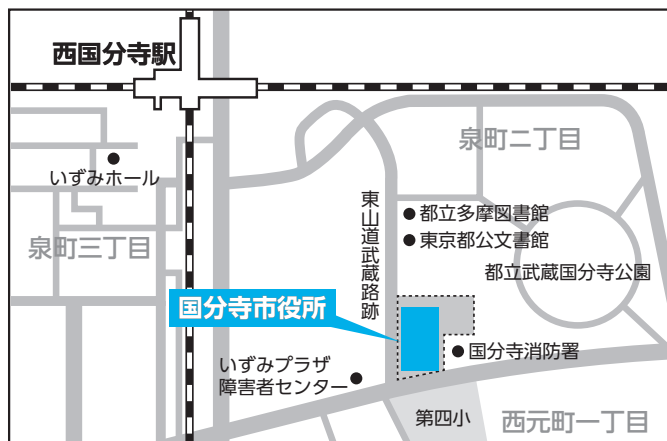 西国分寺駅
泉町二丁目
いずみホール
東山道武蔵路跡
都立多摩図書館
東京都公文書館
泉町三丁目
都立武蔵国分寺公園
国分寺市役所
国分寺消防署
いずみプラザ
障害者センター
第四小
西元町一丁目